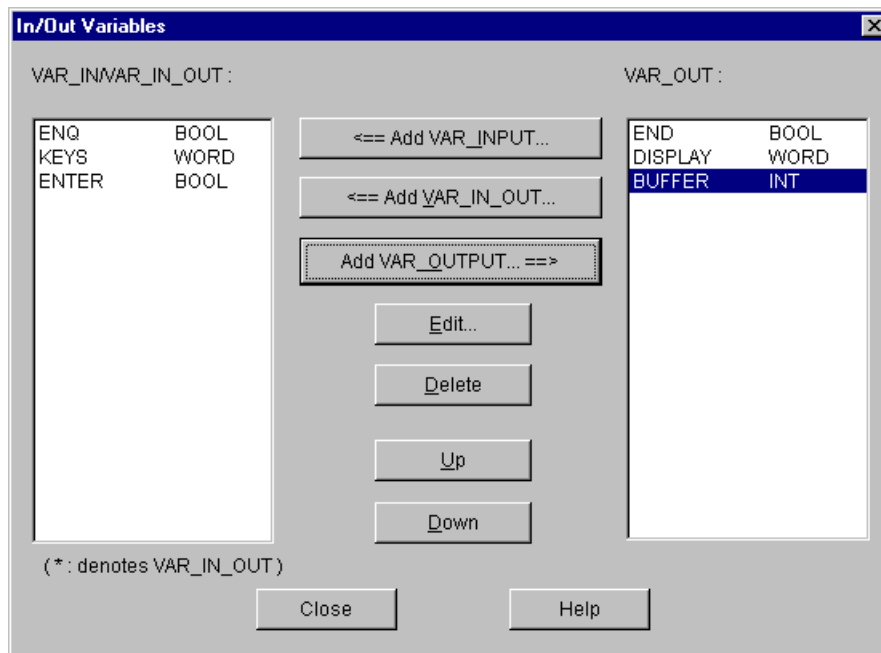 In/Out Variables
VAR_IN/VAR_IN_OUT :
VAR_OUT :
ENQ BOOL
KEYS WORD
ENTER BOOL
<== Add VAR_INPUT...
<== Add VAR_IN_OUT...
Add VAR_OUTPUT... ==>
Edit...
Delete
Up
Down
END BOOL
DISPLAY WORD
BUFFER INT
( * : denotes VAR_IN_OUT )
Close
Help